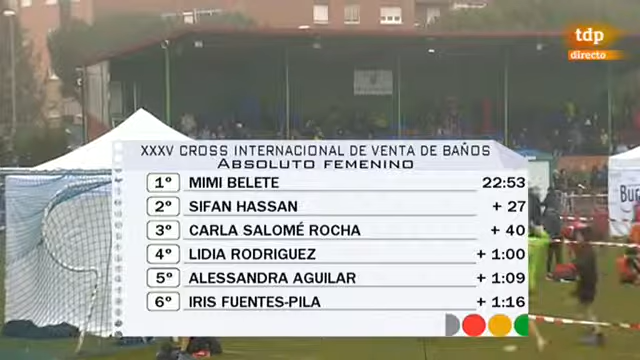 tdp
directo
XXXV CROSS INTERNACIONAL DE VENTA DE BAÑOS
ABSOLUTO FEMENINO
1º MIMI BELETE 22:53
2º SIFAN HASSAN + 27
3º CARLA SALOMÉ ROCHA + 40
4º LIDIA RODRIGUEZ + 1:00
5º ALESSANDRA AGUILAR + 1:09
6º IRIS FUENTES-PILA + 1:16